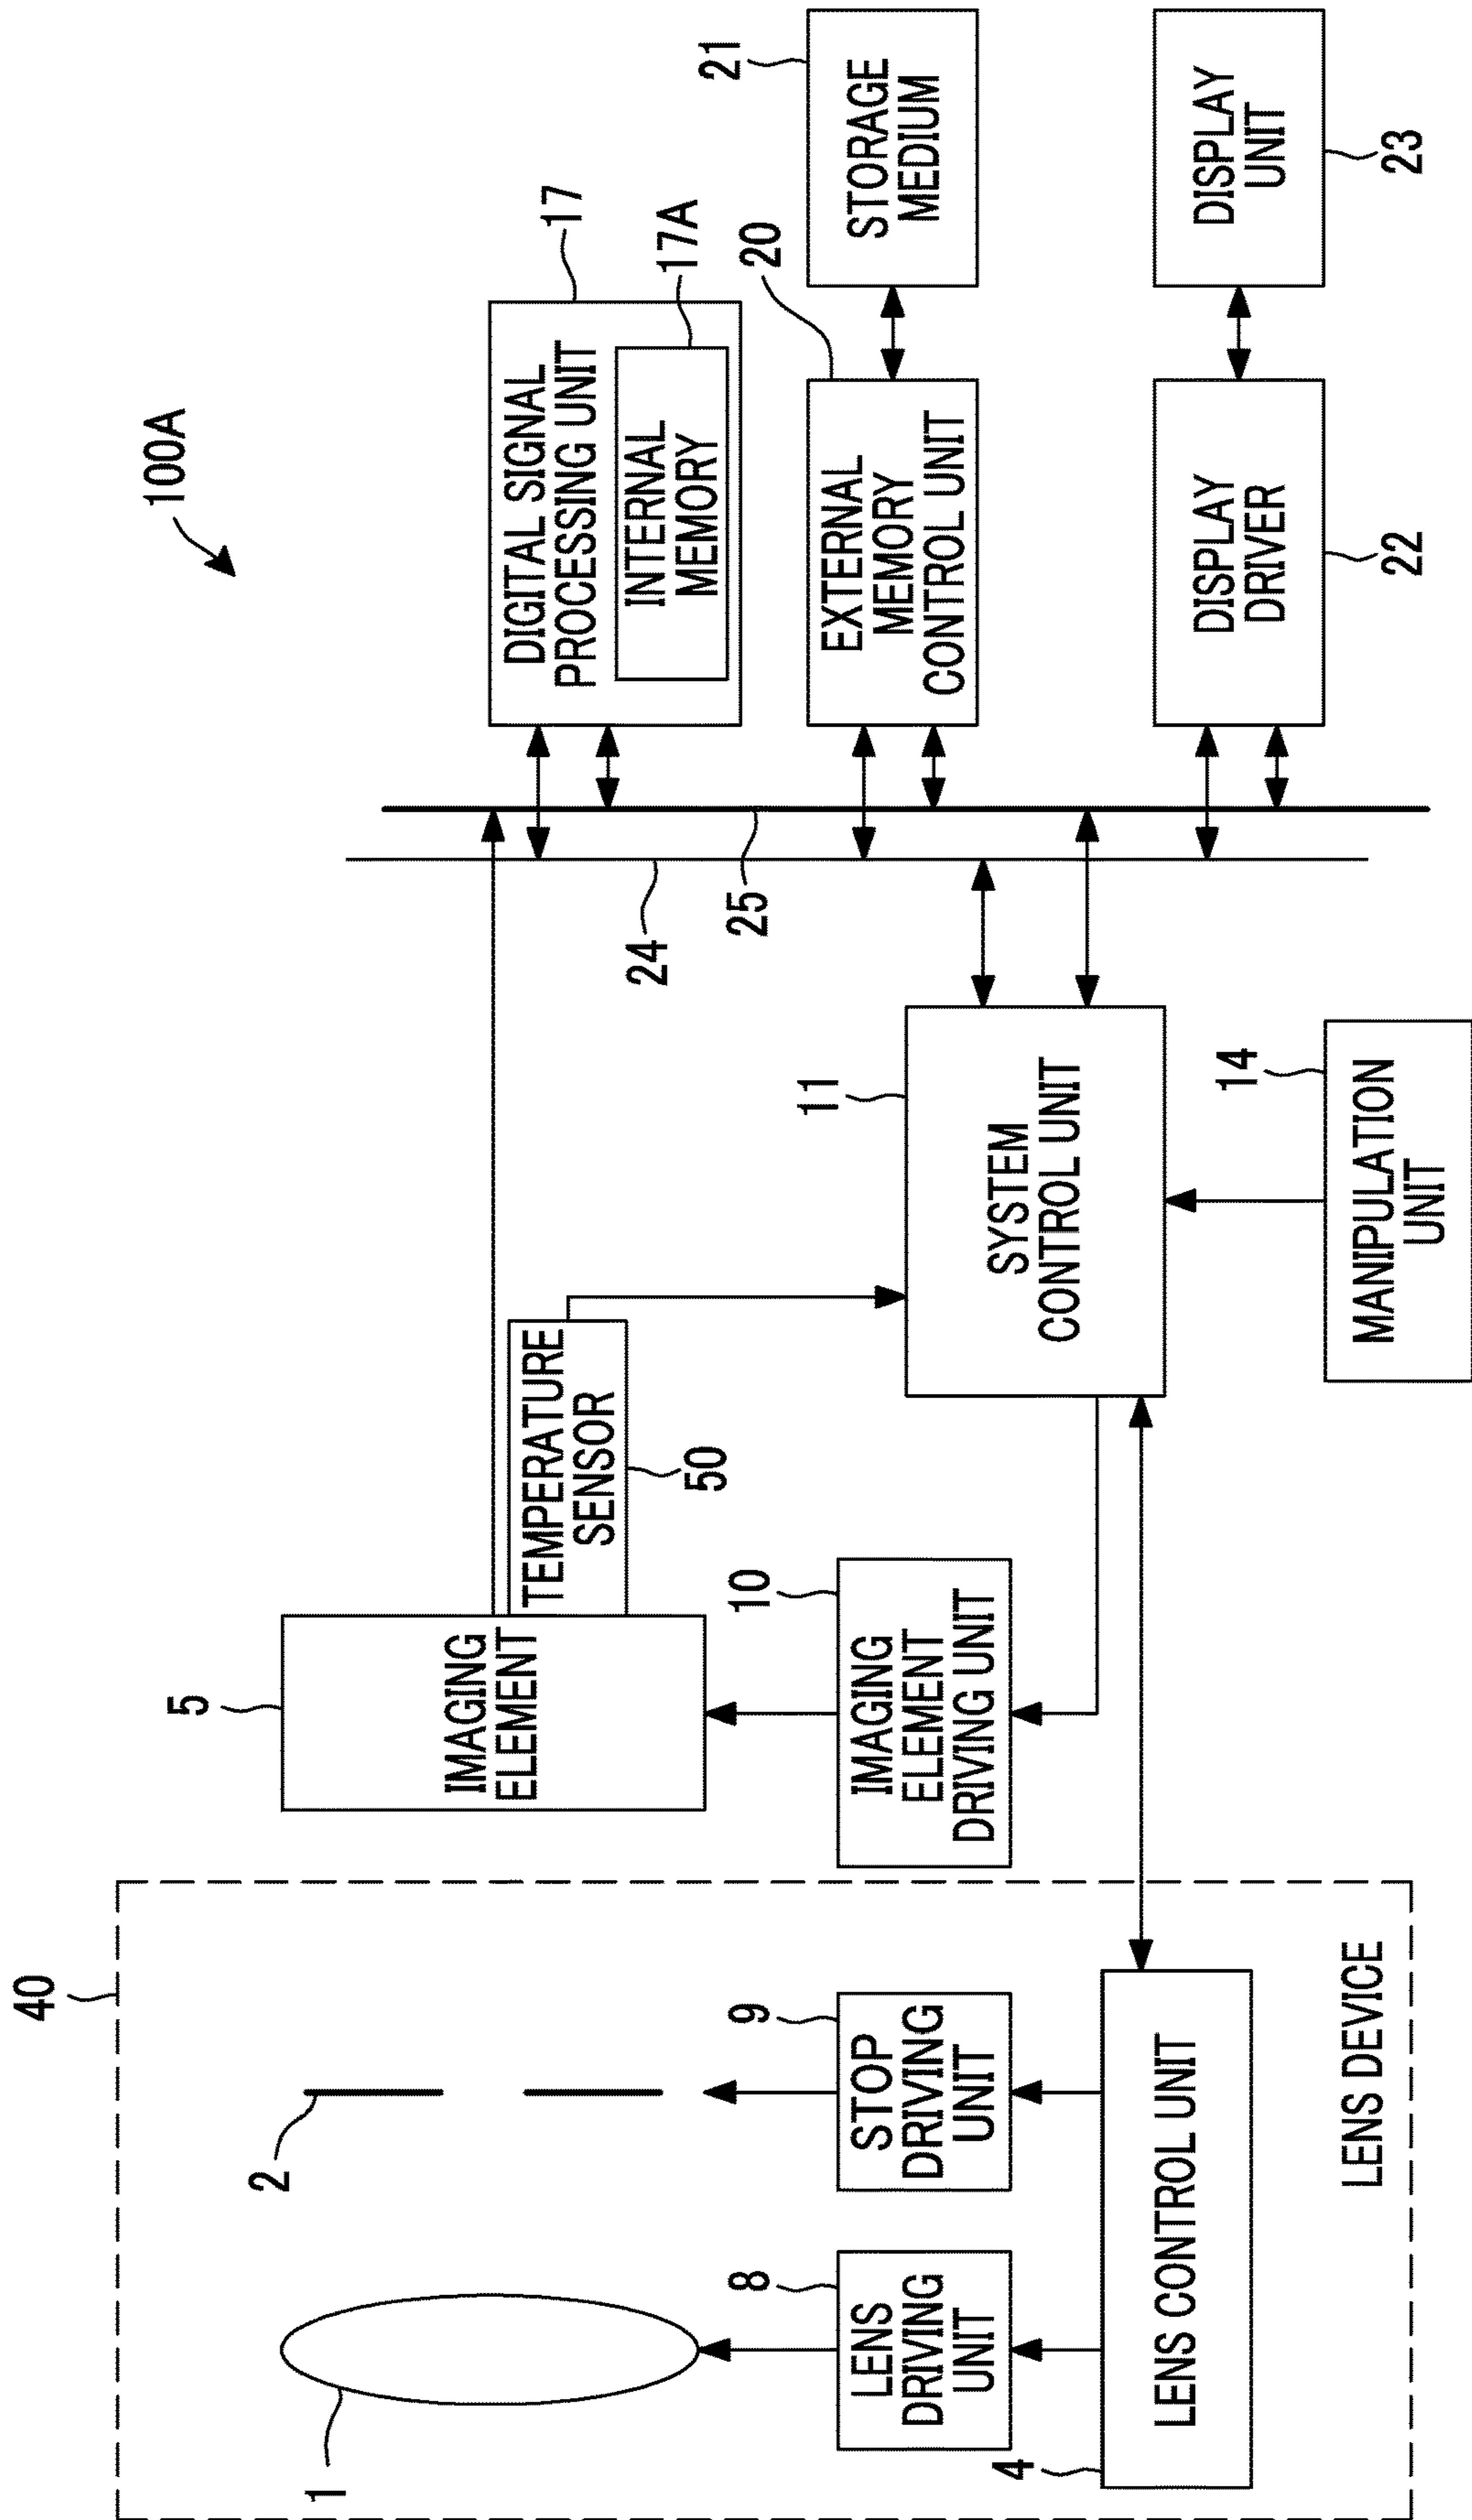 100A
40
LENS DEVICE
1
2
LENS
DRIVING
UNIT
8
STOP
DRIVING
UNIT
9
LENS CONTROL UNIT
4
5
IMAGING
ELEMENT
TEMPERATURE
SENSOR
50
10
IMAGING
ELEMENT
DRIVING UNIT
11
SYSTEM
CONTROL UNIT
14
MANIPULATION
UNIT
24
25
17
DIGITAL SIGNAL
PROCESSING UNIT
17A
INTERNAL
MEMORY
20
EXTERNAL
MEMORY
CONTROL UNIT
21
STORAGE
MEDIUM
DISPLAY
DRIVER
22
DISPLAY
UNIT
23